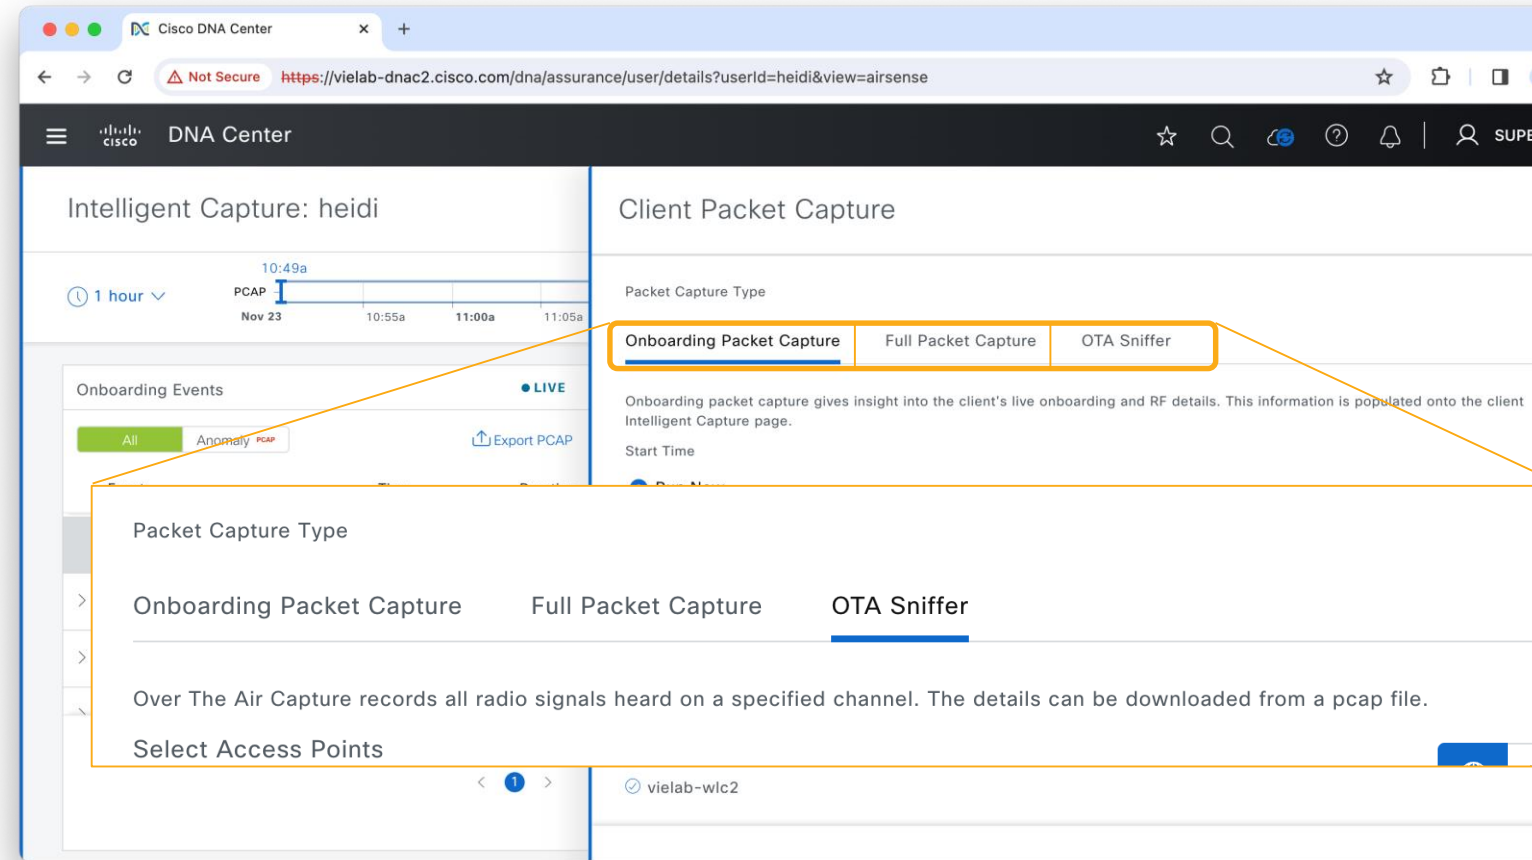 Cisco DNA Center
Not Secure https://vielab-dnac2.cisco.com/dna/assurance/user/details?userId=heidi&view=airsense
cisco DNA Center
Intelligent Capture: heidi
10:49a
1 hour
PCAP
Nov 23 10:55a 11:00a 11:05a
Onboarding Events
LIVE
All Anomaly PCAP
Export PCAP
Client Packet Capture
Packet Capture Type
Onboarding Packet Capture Full Packet Capture OTA Sniffer
Onboarding packet capture gives insight into the client's live onboarding and RF details. This information is populated onto the client
Intelligent Capture page.
Start Time
Packet Capture Type
Onboarding Packet Capture Full Packet Capture OTA Sniffer
Over The Air Capture records all radio signals heard on a specified channel. The details can be downloaded from a pcap file.
Select Access Points
1
vielab-wlc2